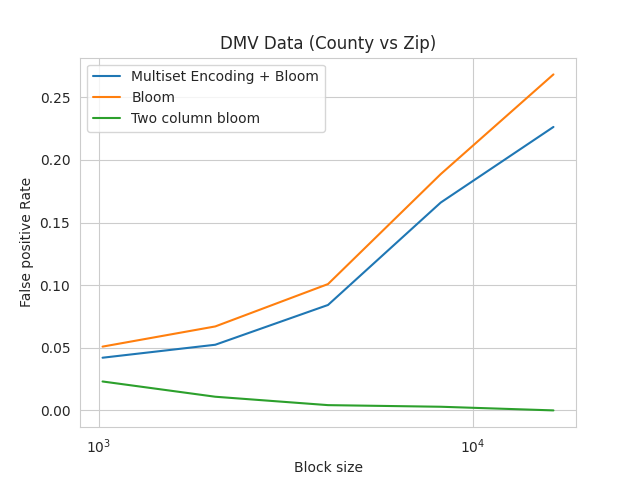 DMV Data (County vs Zip)
Multiset Encoding + Bloom
Bloom
Two column bloom
0.25
0.20
0.15
0.10
0.05
0.00
False positive Rate
10³
10⁴
Block size